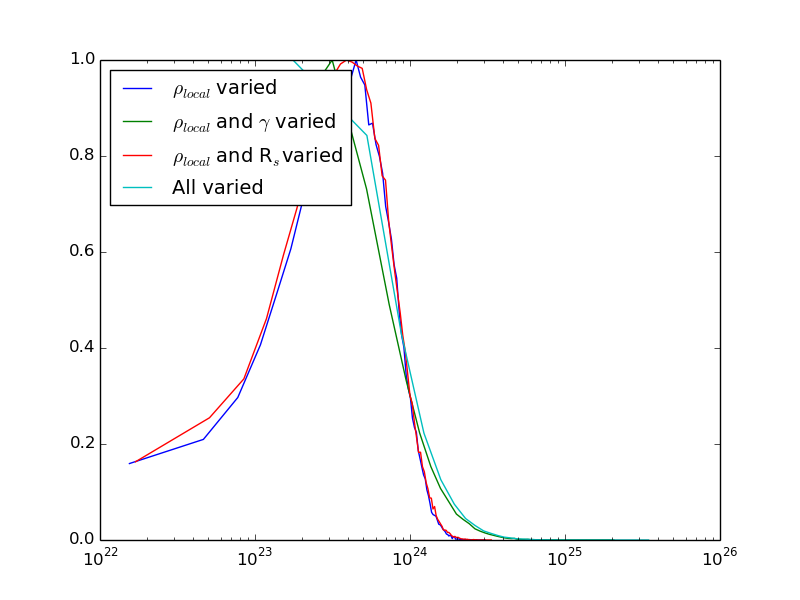 1.0
ρ_local varied
ρ_local and γ varied
ρ_local and R_s varied
All varied
0.8
0.6
0.4
0.2
0.0
10^22 10^23 10^24 10^25 10^26